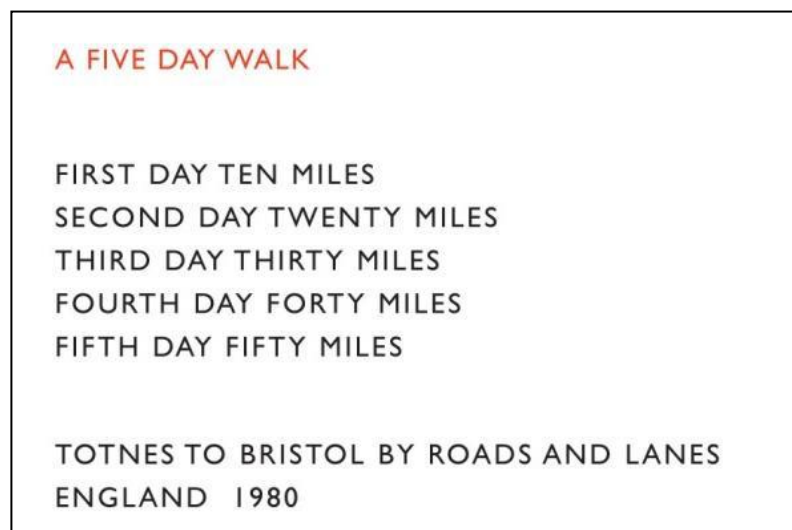 A FIVE DAY WALK
FIRST DAY TEN MILES
SECOND DAY TWENTY MILES
THIRD DAY THIRTY MILES
FOURTH DAY FORTY MILES
FIFTH DAY FIFTY MILES
TOTNES TO BRISTOL BY ROADS AND LANES
ENGLAND 1980